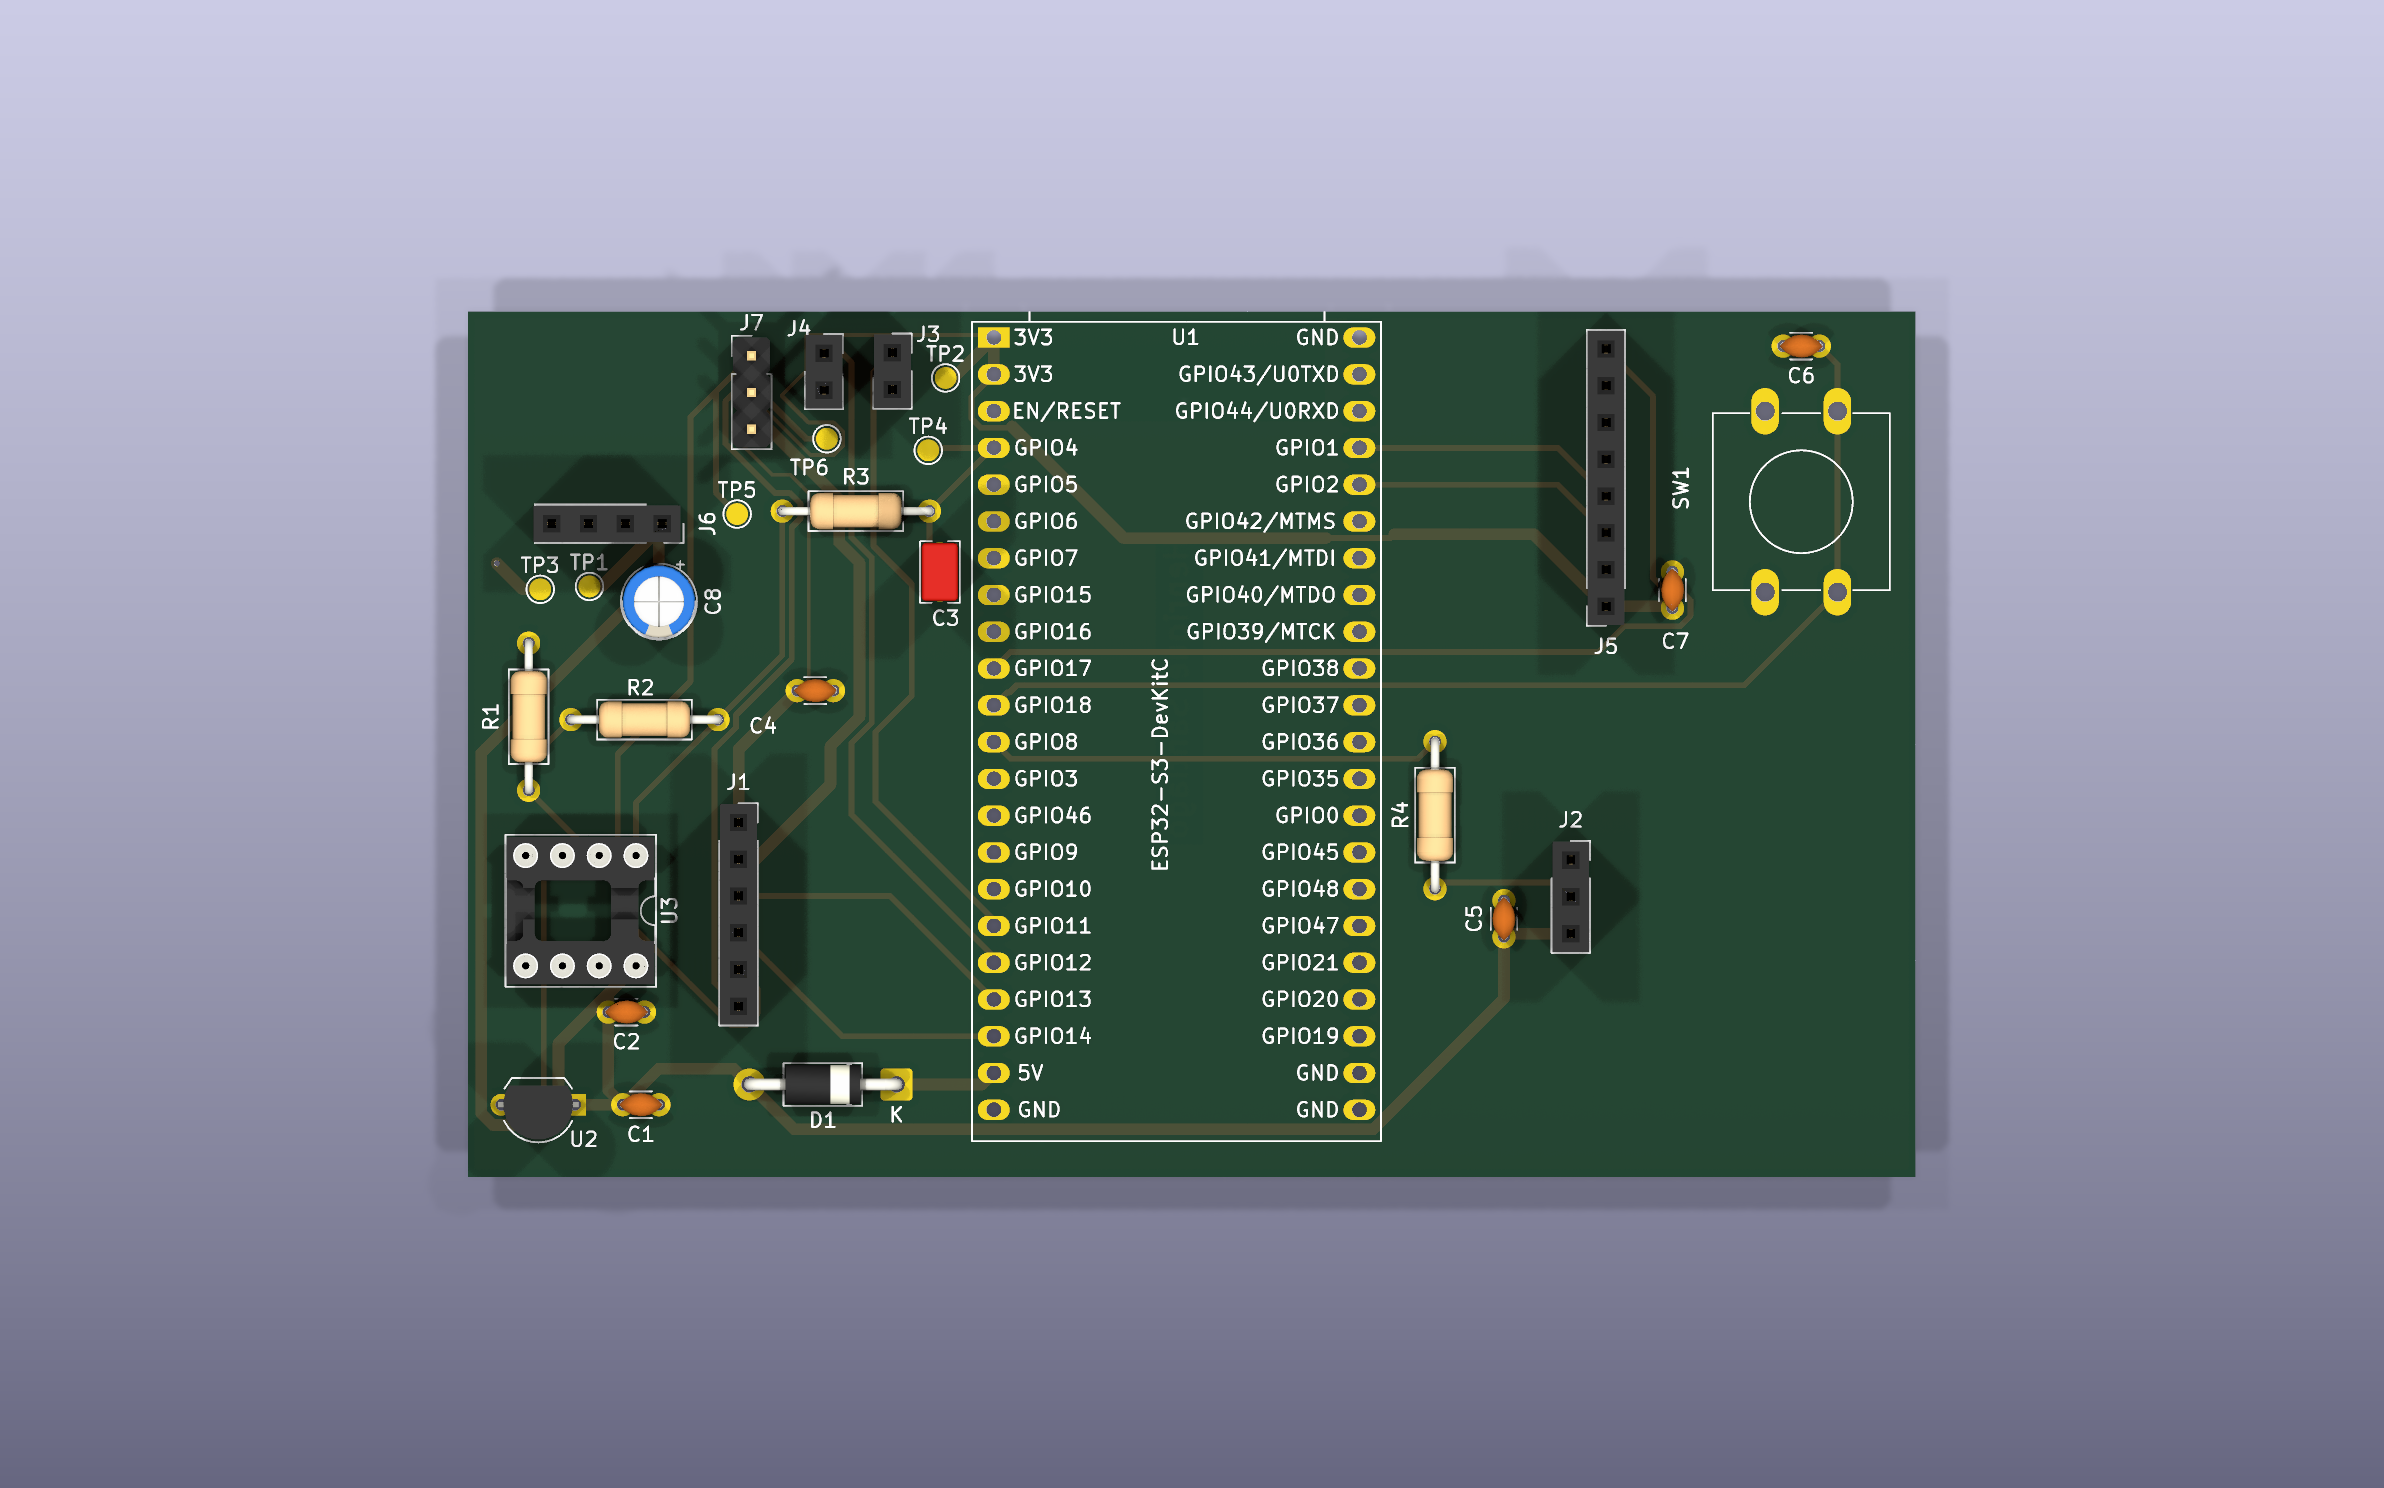 J7
J4
J3
TP2
TP4
TP6
R3
TP5
J6
TP3
TP1
+
C8
C3
R1
R2
C4
J1
U3
C2
U2
C1
D1
K
3V3
U1
GND
3V3
GPIO43/U0TXD
EN/RESET
GPIO44/U0RXD
GPIO4
GPIO1
GPIO5
GPIO2
GPIO6
GPIO42/MTMS
GPIO7
GPIO41/MTDI
GPIO15
GPIO40/MTDO
GPIO16
GPIO39/MTCK
GPIO17
GPIO38
GPIO18
GPIO37
GPIO8
GPIO36
GPIO3
GPIO35
GPIO46
GPIO0
GPIO9
GPIO45
GPIO10
GPIO48
GPIO11
GPIO47
GPIO12
GPIO21
GPIO13
GPIO20
GPIO14
GPIO19
5V
GND
GND
GND
ESP32-S3-DevKitC
C6
SW1
J5
C7
R4
J2
C5